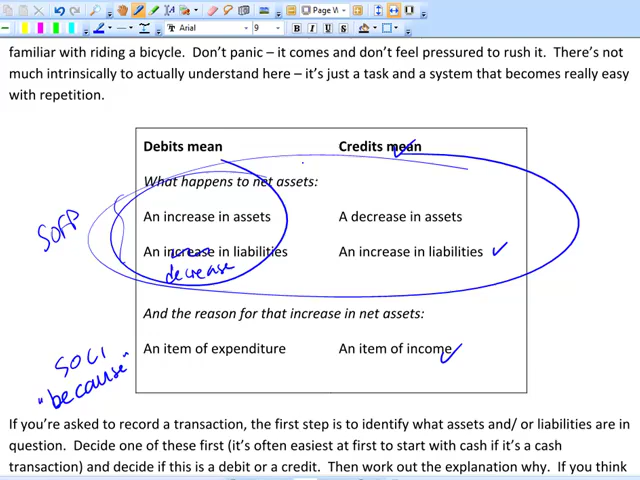 Arial 9
Page V
familiar with riding a bicycle. Don't panic – it comes and don't feel pressured to rush it. There's not
much intrinsically to actually understand here – it's just a task and a system that becomes really easy
with repetition.
Debits mean Credits mean
What happens to net assets:
An increase in assets A decrease in assets
SOFP
An increase in liabilities An increase in liabilities
decrease
And the reason for that increase in net assets:
An item of expenditure An item of income
SOCI
"because"
If you're asked to record a transaction, the first step is to identify what assets and/ or liabilities are in
question. Decide one of these first (it's often easiest at first to start with cash if it's a cash
transaction) and decide if this is a debit or a credit. Then work out the explanation why. If you think